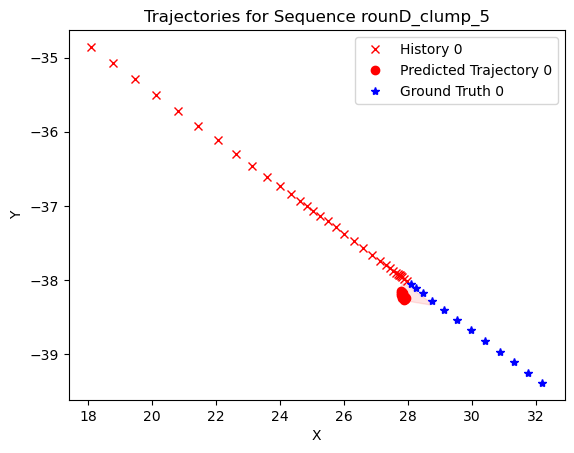 Trajectories for Sequence rounD_clump_5
History 0
Predicted Trajectory 0
Ground Truth 0
Y
−35
−36
−37
−38
−39
18 20 22 24 26 28 30 32
X